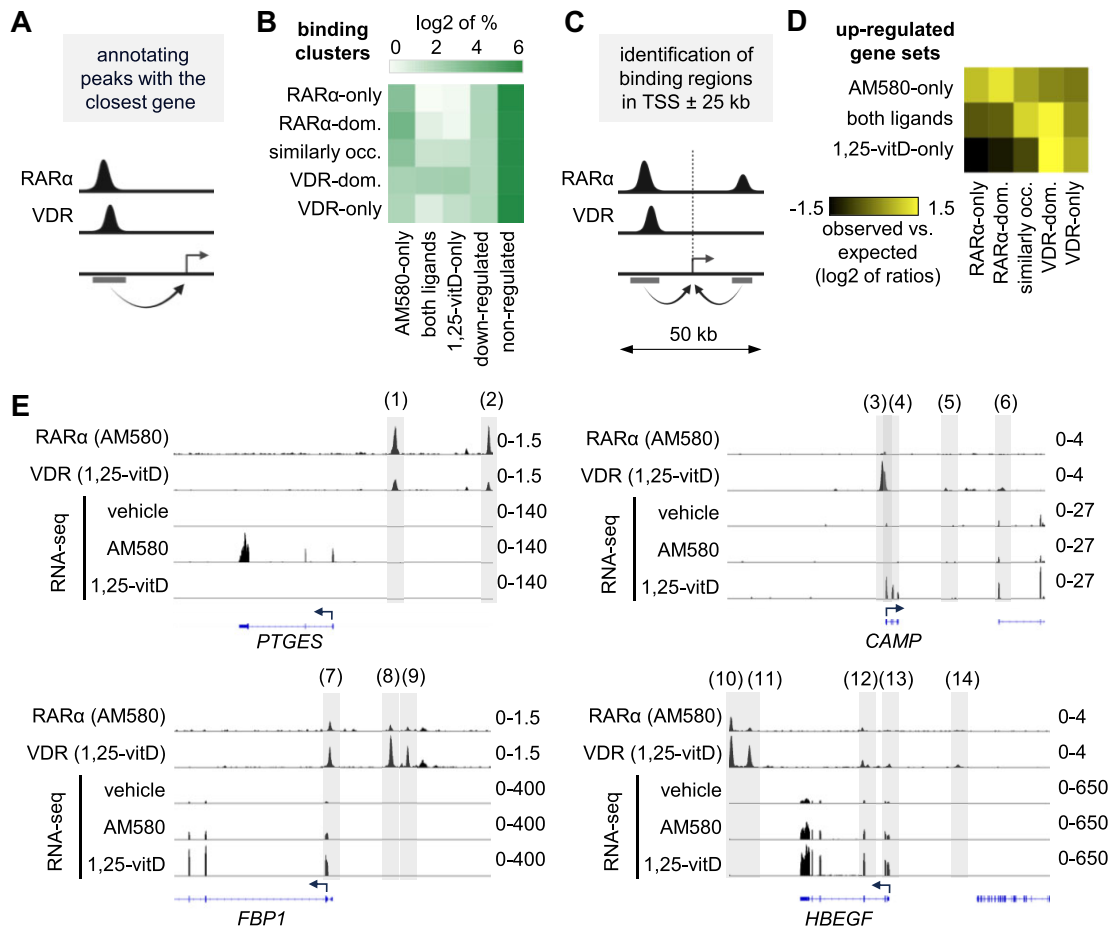 A
annotating
peaks with the
closest gene
RARα
VDR
B
binding
clusters
log2 of %
0 2 4 6
RARα-only
RARα-dom.
similarly occ.
VDR-dom.
VDR-only
AM580-only
both ligands
1,25-vitD-only
down-regulated
non-regulated
C
identification of
binding regions
in TSS ± 25 kb
RARα
VDR
50 kb
D
up-regulated
gene sets
AM580-only
both ligands
1,25-vitD-only
-1.5 1.5
observed vs.
expected
(log2 of ratios)
RARα-only
RARα-dom.
similarly occ.
VDR-dom.
VDR-only
E
(1) (2)
RARα (AM580) 0-1.5
VDR (1,25-vitD) 0-1.5
RNA-seq
vehicle 0-140
AM580 0-140
1,25-vitD 0-140
PTGES
(3) (4) (5) (6)
RARα (AM580) 0-4
VDR (1,25-vitD) 0-4
RNA-seq
vehicle 0-27
AM580 0-27
1,25-vitD 0-27
CAMP
(7) (8) (9)
RARα (AM580) 0-1.5
VDR (1,25-vitD) 0-1.5
RNA-seq
vehicle 0-400
AM580 0-400
1,25-vitD 0-400
FBP1
(10) (11) (12) (13) (14)
RARα (AM580) 0-4
VDR (1,25-vitD) 0-4
RNA-seq
vehicle 0-650
AM580 0-650
1,25-vitD 0-650
HBEGF